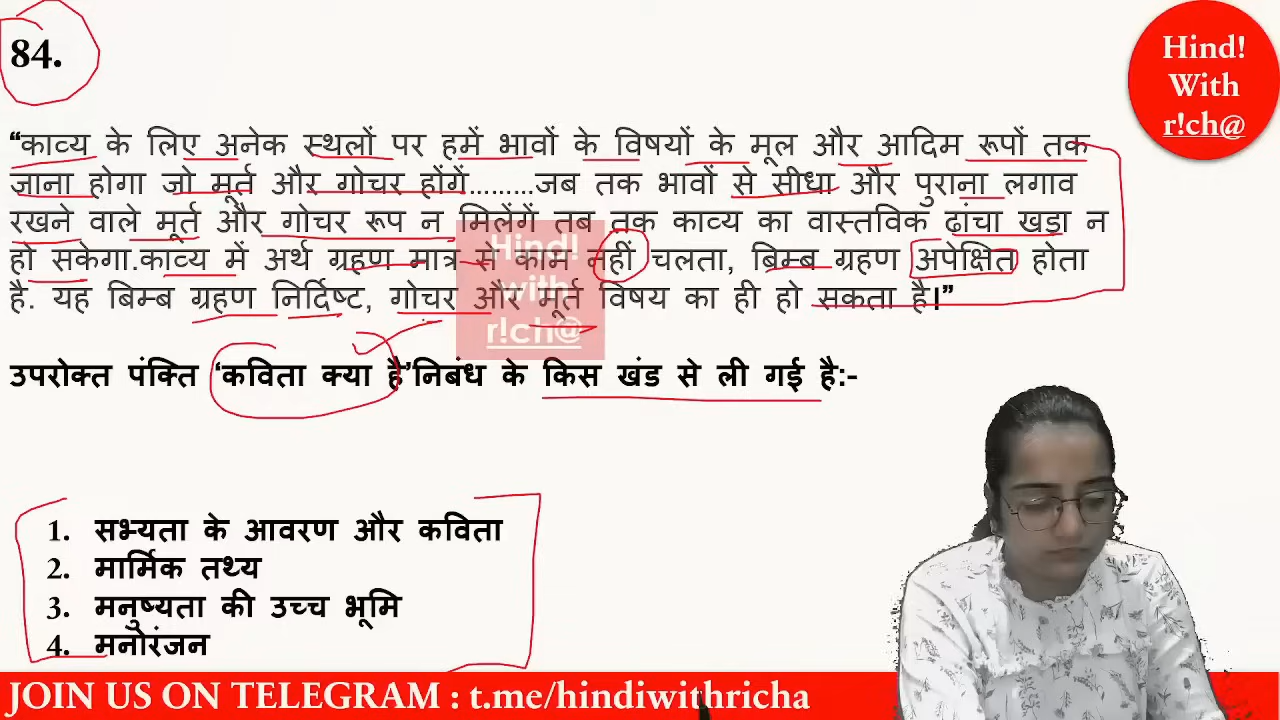 84.
Hind!
With
r!ch@
“काव्य के लिए अनेक स्थलों पर हमें भावों के विषयों के मूल और आदिम रूपों तक
जाना होगा जो मूर्त और गोचर होंगें.........जब तक भावों से सीधा और पुराना लगाव
रखने वाले मूर्त और गोचर रूप न मिलेंगें तब तक काव्य का वास्तविक ढ़ांचा खड़ा न
हो सकेगा.काव्य में अर्थ ग्रहण मात्र से काम नहीं चलता, बिम्ब ग्रहण अपेक्षित होता
है. यह बिम्ब ग्रहण निर्दिष्ट, गोचर और मूर्त विषय का ही हो सकता है।”
Hind!
with
r!ch@
उपरोक्त पंक्ति ‘कविता क्या है’निबंध के किस खंड से ली गई है:-
1. सभ्यता के आवरण और कविता
2. मार्मिक तथ्य
3. मनुष्यता की उच्च भूमि
4. मनोरंजन
JOIN US ON TELEGRAM : t.me/hindiwithricha